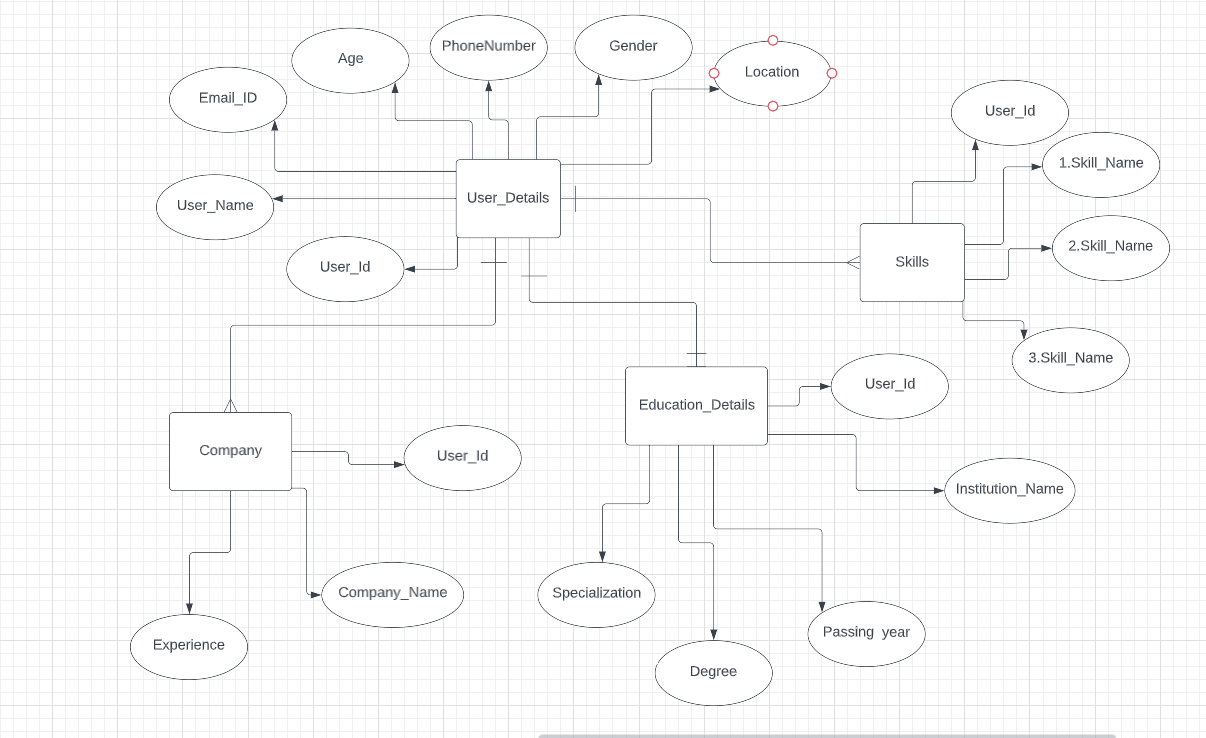 PhoneNumber
Gender
Age
Location
Email_ID
User_Id
1.Skill_Name
User_Details
User_Name
2.Skill_Name
Skills
User_Id
3.Skill_Name
User_Id
Education_Details
Company
User_Id
Institution_Name
Company_Name
Specialization
Passing year
Experience
Degree